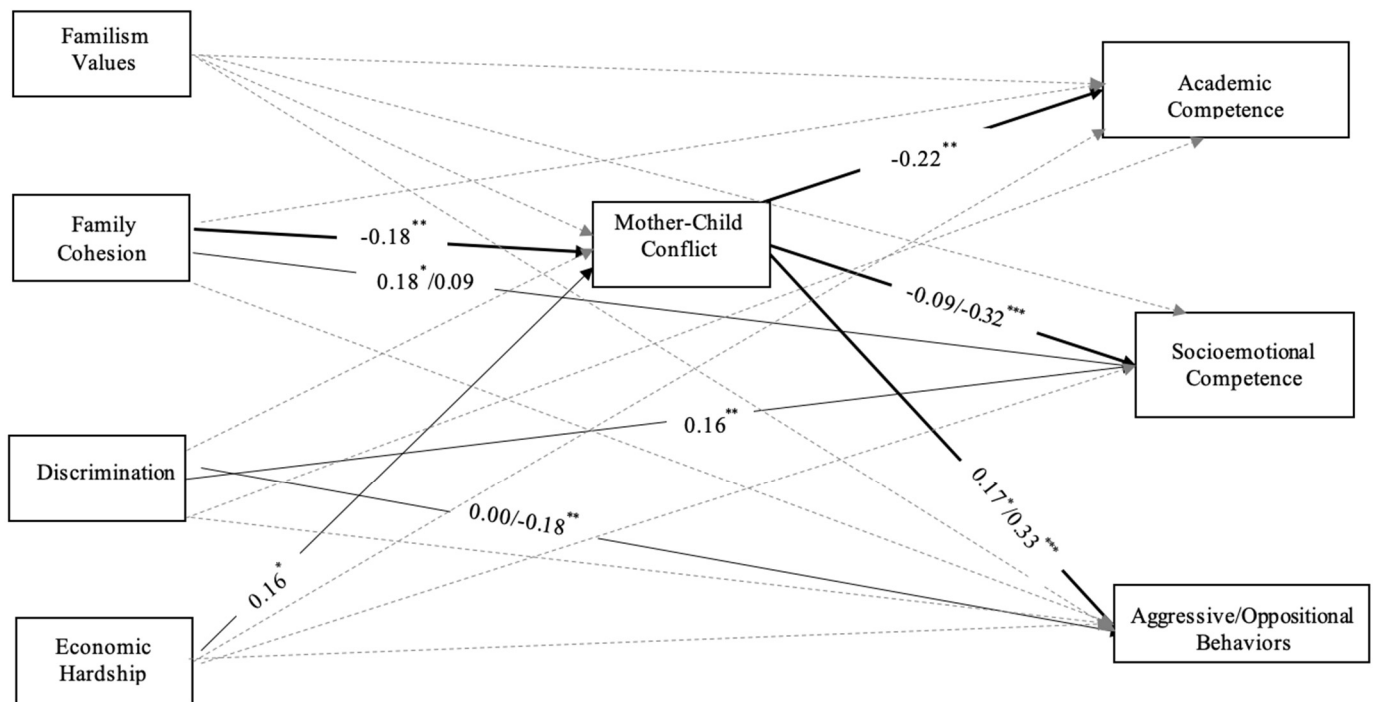 Familism
Values
Academic
Competence
-0.22**
Family
Cohesion
-0.18**
0.18*/0.09
Mother-Child
Conflict
-0.09/-0.32***
Socioemotional
Competence
0.16**
Discrimination
0.00/-0.18**
0.17*/0.33***
0.16*
Economic
Hardship
Aggressive/Oppositional
Behaviors